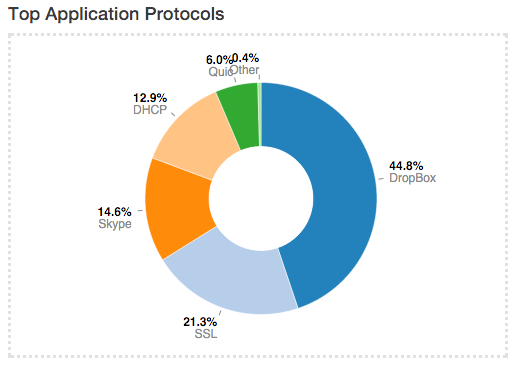 Top Application Protocols
6.0%
Quic
0.4%
Other
12.9%
DHCP
44.8%
DropBox
14.6%
Skype
21.3%
SSL